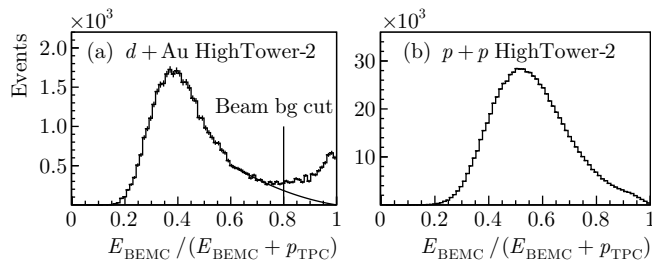 ×10³ ×10³
(a) d + Au HighTower-2 (b) p + p HighTower-2
Events
2.0
1.5
1.0
0.5
Beam bg cut
30
20
10
0 0.2 0.4 0.6 0.8 1 0 0.2 0.4 0.6 0.8 1
E_BEMC /(E_BEMC + p_TPC) E_BEMC /(E_BEMC + p_TPC)